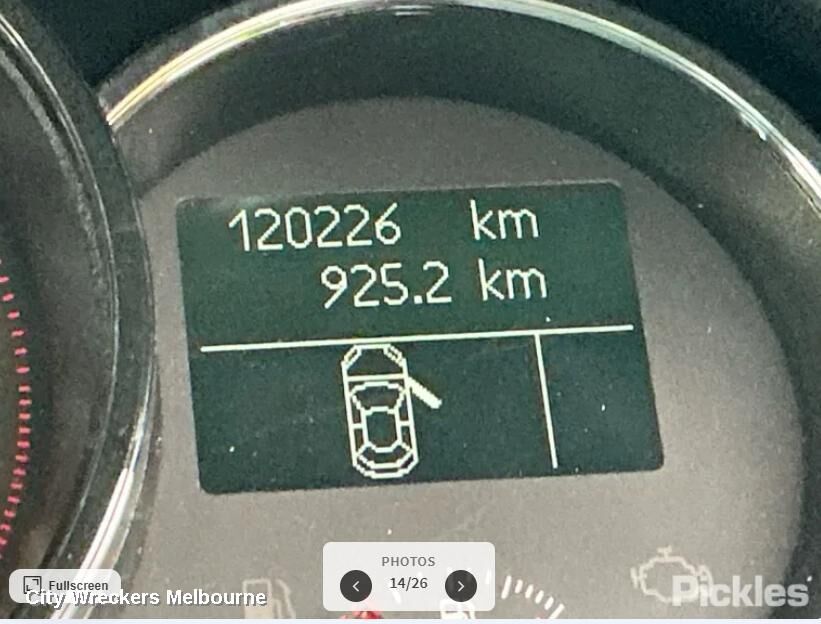 120226 km
925.2 km
PHOTOS
14/26
Fullscreen
City Wreckers Melbourne
Pickles